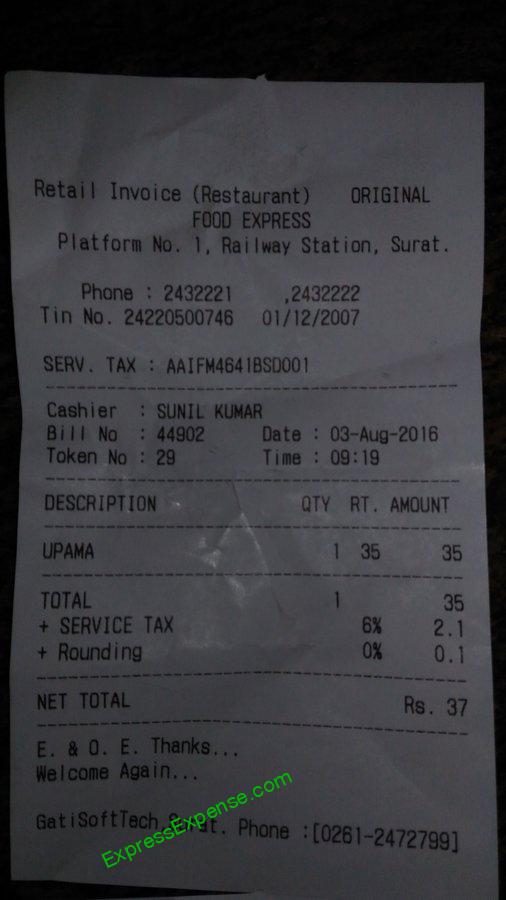 Retail Invoice (Restaurant) ORIGINAL
FOOD EXPRESS
Platform No. 1, Railway Station, Surat.
Phone : 2432221 ,2432222
Tin No. 24220500746 01/12/2007
SERV. TAX : AAIFM4641BSD001
Cashier : SUNIL KUMAR
Bill No : 44902 Date : 03-Aug-2016
Token No : 29 Time : 09:19
DESCRIPTION QTY RT. AMOUNT
UPAMA 1 35 35
TOTAL 1 35
+ SERVICE TAX 6% 2.1
+ Rounding 0% 0.1
NET TOTAL Rs. 37
E. & O. E. Thanks...
Welcome Again...
GatiSoftTech,Surat. Phone :[0261-2472799]
ExpressExpense.com